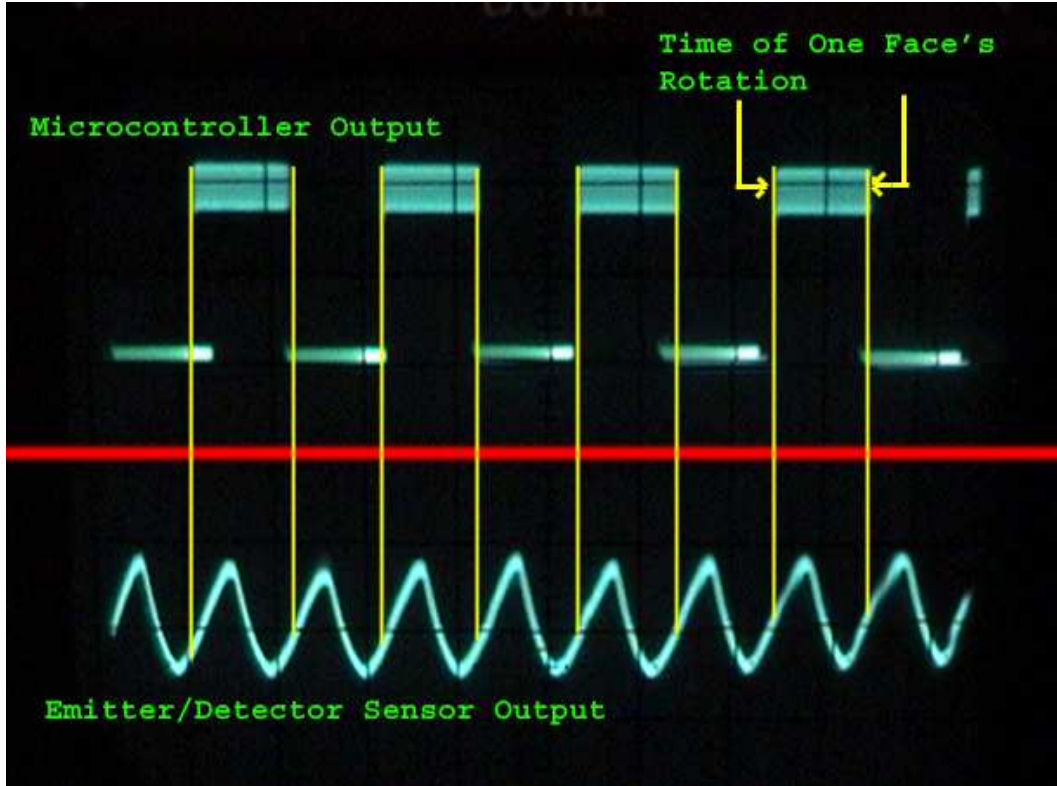 Time of One Face's
Rotation
Microcontroller Output
Emitter/Detector Sensor Output